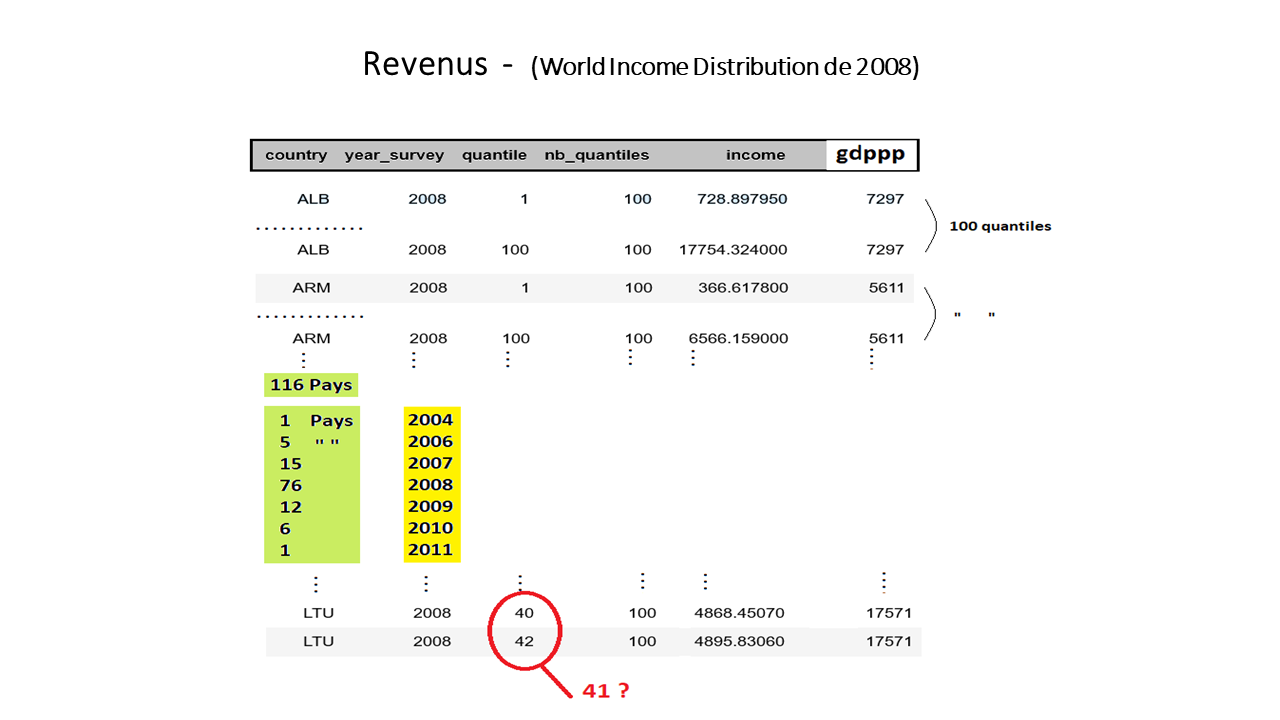 Revenus - (World Income Distribution de 2008)
country year_survey quantile nb_quantiles income gdppp
ALB 2008 1 100 728.897950 7297
.............
100 quantiles
ALB 2008 100 100 17754.324000 7297
ARM 2008 1 100 366.617800 5611
.............
" "
ARM 2008 100 100 6566.159000 5611
116 Pays
1 Pays 2004
5 " " 2006
15 2007
76 2008
12 2009
6 2010
1 2011
LTU 2008 40 100 4868.45070 17571
LTU 2008 42 100 4895.83060 17571
41 ?